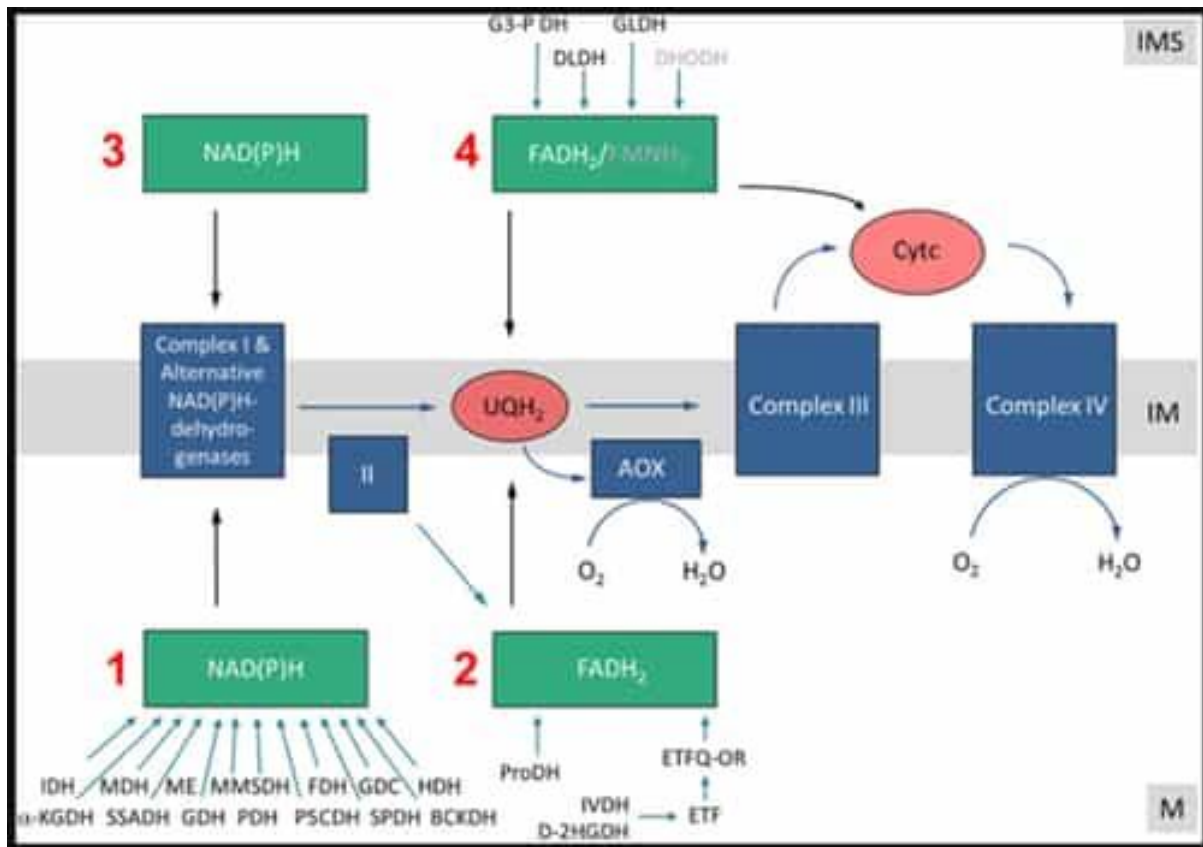 G3-P DH GLDH
IMS
DLDH DHODH
3 NAD(P)H
4 FADH₂/FMNH₂
Cytc
Complex I &
Alternative
NAD(P)H-
dehydro-
genases
UQH₂
Complex III
Complex IV
IM
II
AOX
O₂ H₂O
O₂ H₂O
1 NAD(P)H
2 FADH₂
IDH MDH ME MMSDH FDH GDC HDH
α-KGDH SSADH GDH PDH PSCDH SPDH BCKDH
ProDH
ETFQ-OR
IVDH
D-2HGDH
ETF
M